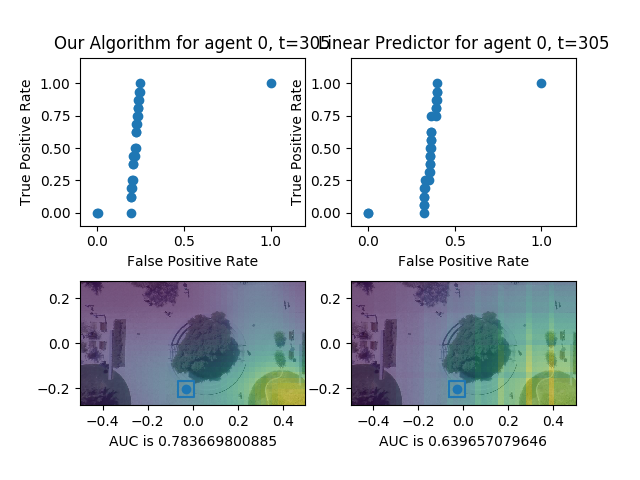 Our Algorithm for agent 0, t=305
Linear Predictor for agent 0, t=305
True Positive Rate
1.00
0.75
0.50
0.25
0.00
0.0 0.5 1.0
False Positive Rate
True Positive Rate
1.00
0.75
0.50
0.25
0.00
0.0 0.5 1.0
False Positive Rate
0.2
0.0
−0.2
−0.4 −0.2 0.0 0.2 0.4
AUC is 0.783669800885
0.2
0.0
−0.2
−0.4 −0.2 0.0 0.2 0.4
AUC is 0.639657079646